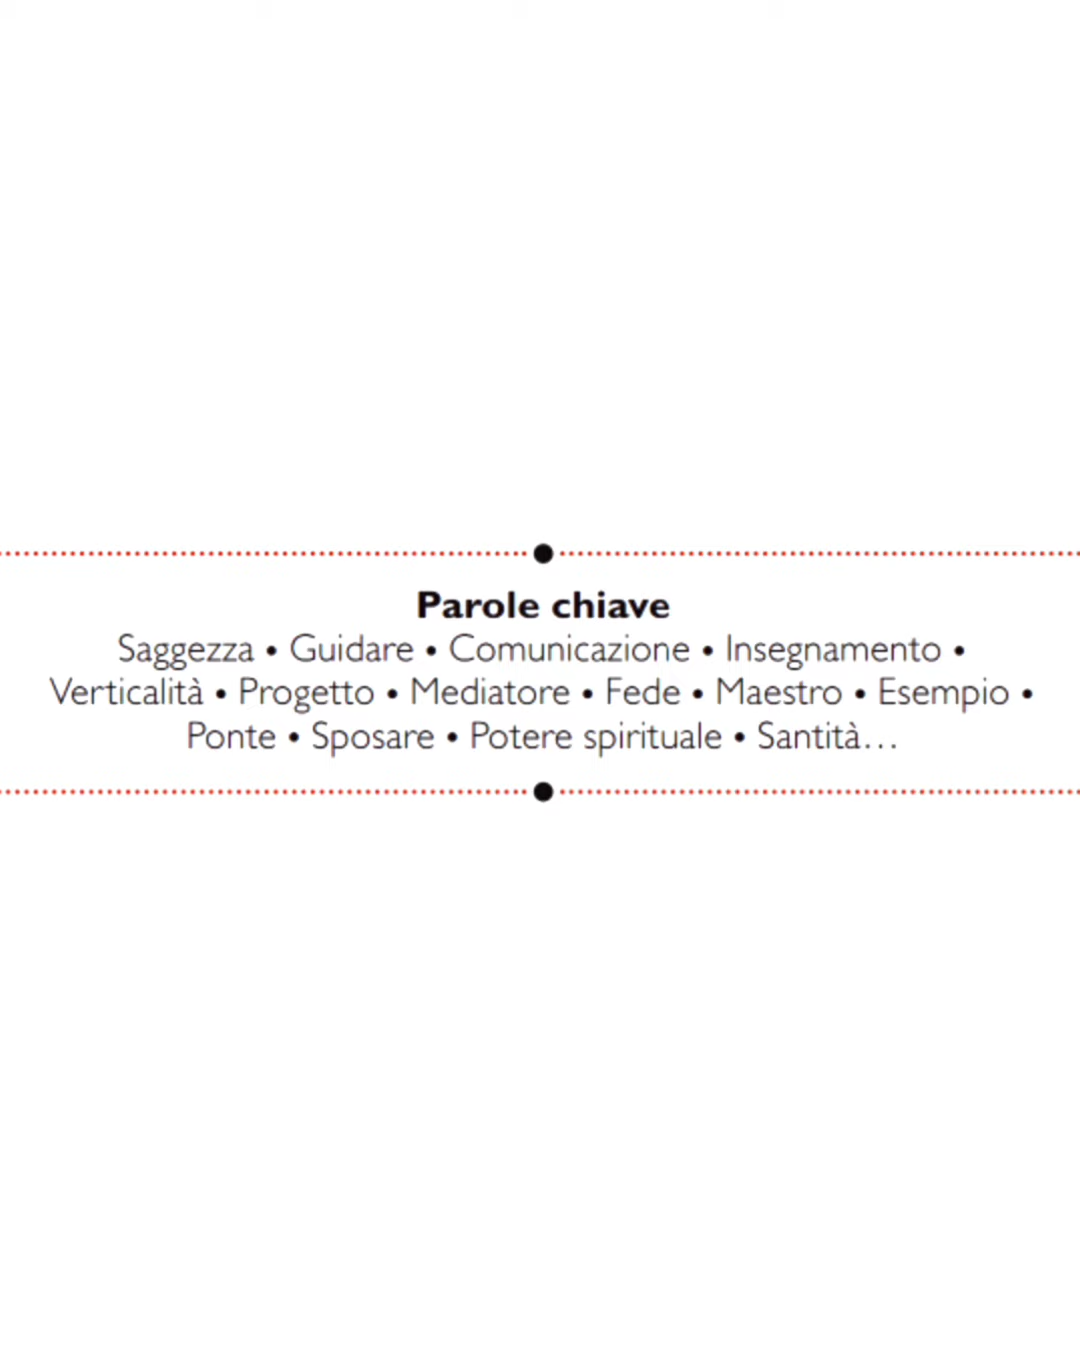 Parole chiave
Saggezza • Guidare • Comunicazione • Insegnamento •
Verticalità • Progetto • Mediatore • Fede • Maestro • Esempio •
Ponte • Sposare • Potere spirituale • Santità…